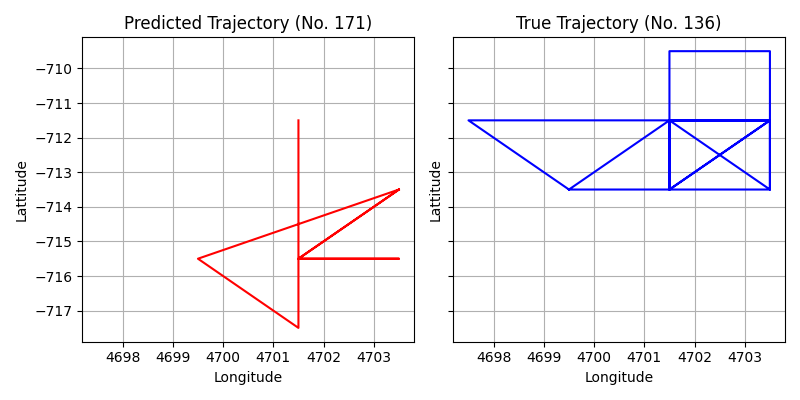 Predicted Trajectory (No. 171)
True Trajectory (No. 136)
−710
−711
−712
−713
−714
−715
−716
−717
Lattitude
Lattitude
4698 4699 4700 4701 4702 4703
4698 4699 4700 4701 4702 4703
Longitude
Longitude